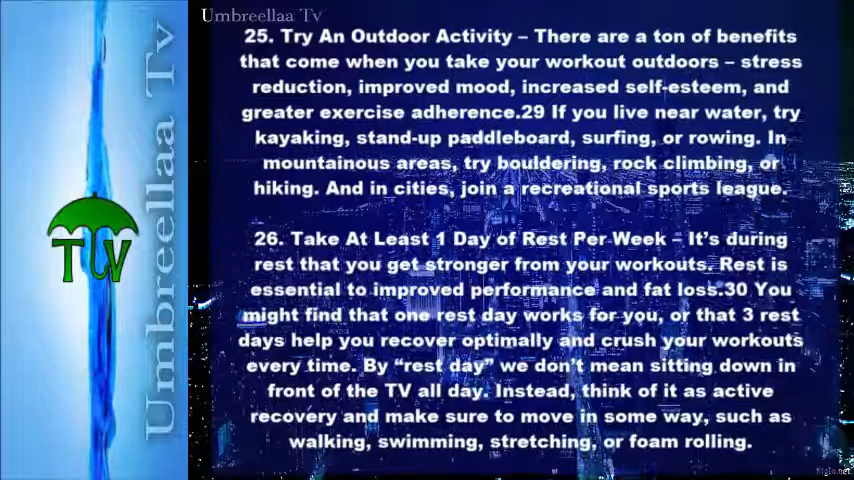 Umbreellaa Tv
25. Try An Outdoor Activity – There are a ton of benefits
that come when you take your workout outdoors – stress
reduction, improved mood, increased self-esteem, and
greater exercise adherence.29 If you live near water, try
kayaking, stand-up paddleboard, surfing, or rowing. In
mountainous areas, try bouldering, rock climbing, or
hiking. And in cities, join a recreational sports league.
26. Take At Least 1 Day of Rest Per Week – It's during
rest that you get stronger from your workouts. Rest is
essential to improved performance and fat loss.30 You
might find that one rest day works for you, or that 3 rest
days help you recover optimally and crush your workouts
every time. By “rest day” we don't mean sitting down in
front of the TV all day. Instead, think of it as active
recovery and make sure to move in some way, such as
walking, swimming, stretching, or foam rolling.
Umbreellaa Tv
TV